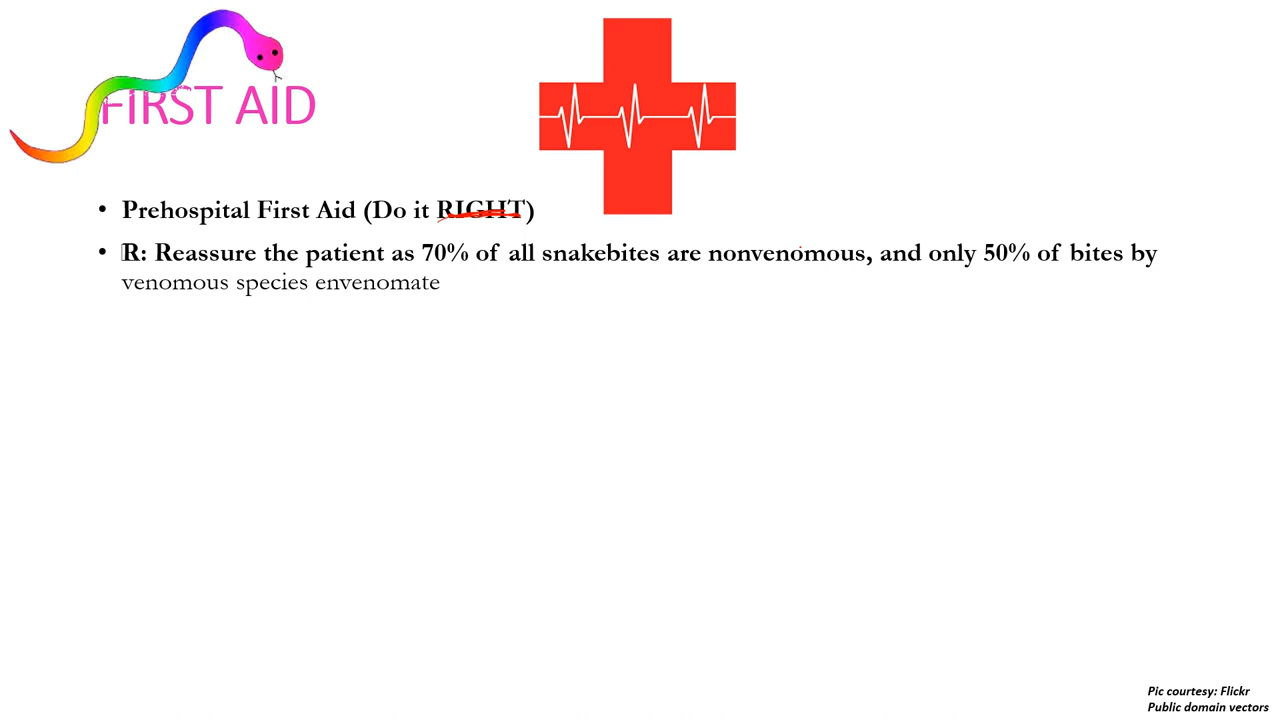 FIRST AID
• Prehospital First Aid (Do it RIGHT)
• R: Reassure the patient as 70% of all snakebites are nonvenomous, and only 50% of bites by
venomous species envenomate
Pic courtesy: Flickr
Public domain vectors